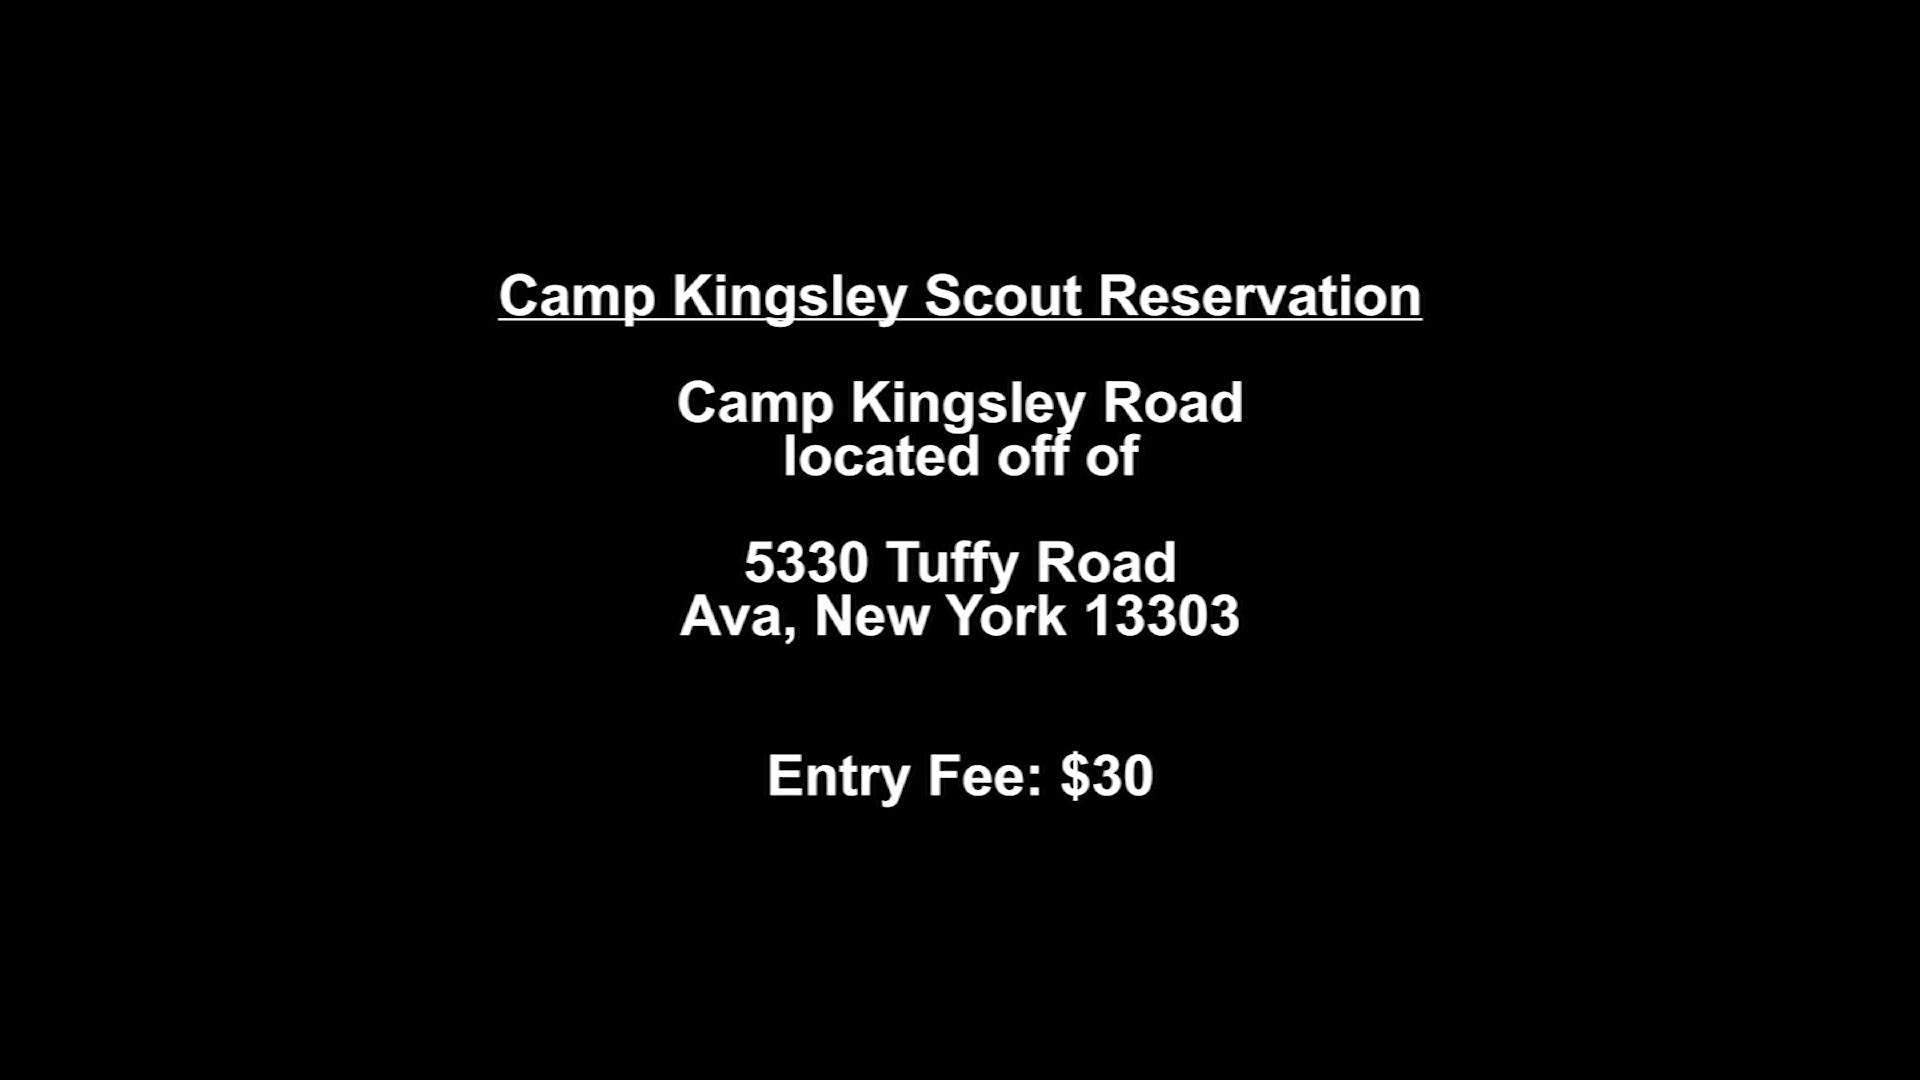 Camp Kingsley Scout Reservation
Camp Kingsley Road
located off of
5330 Tuffy Road
Ava, New York 13303
Entry Fee: $30